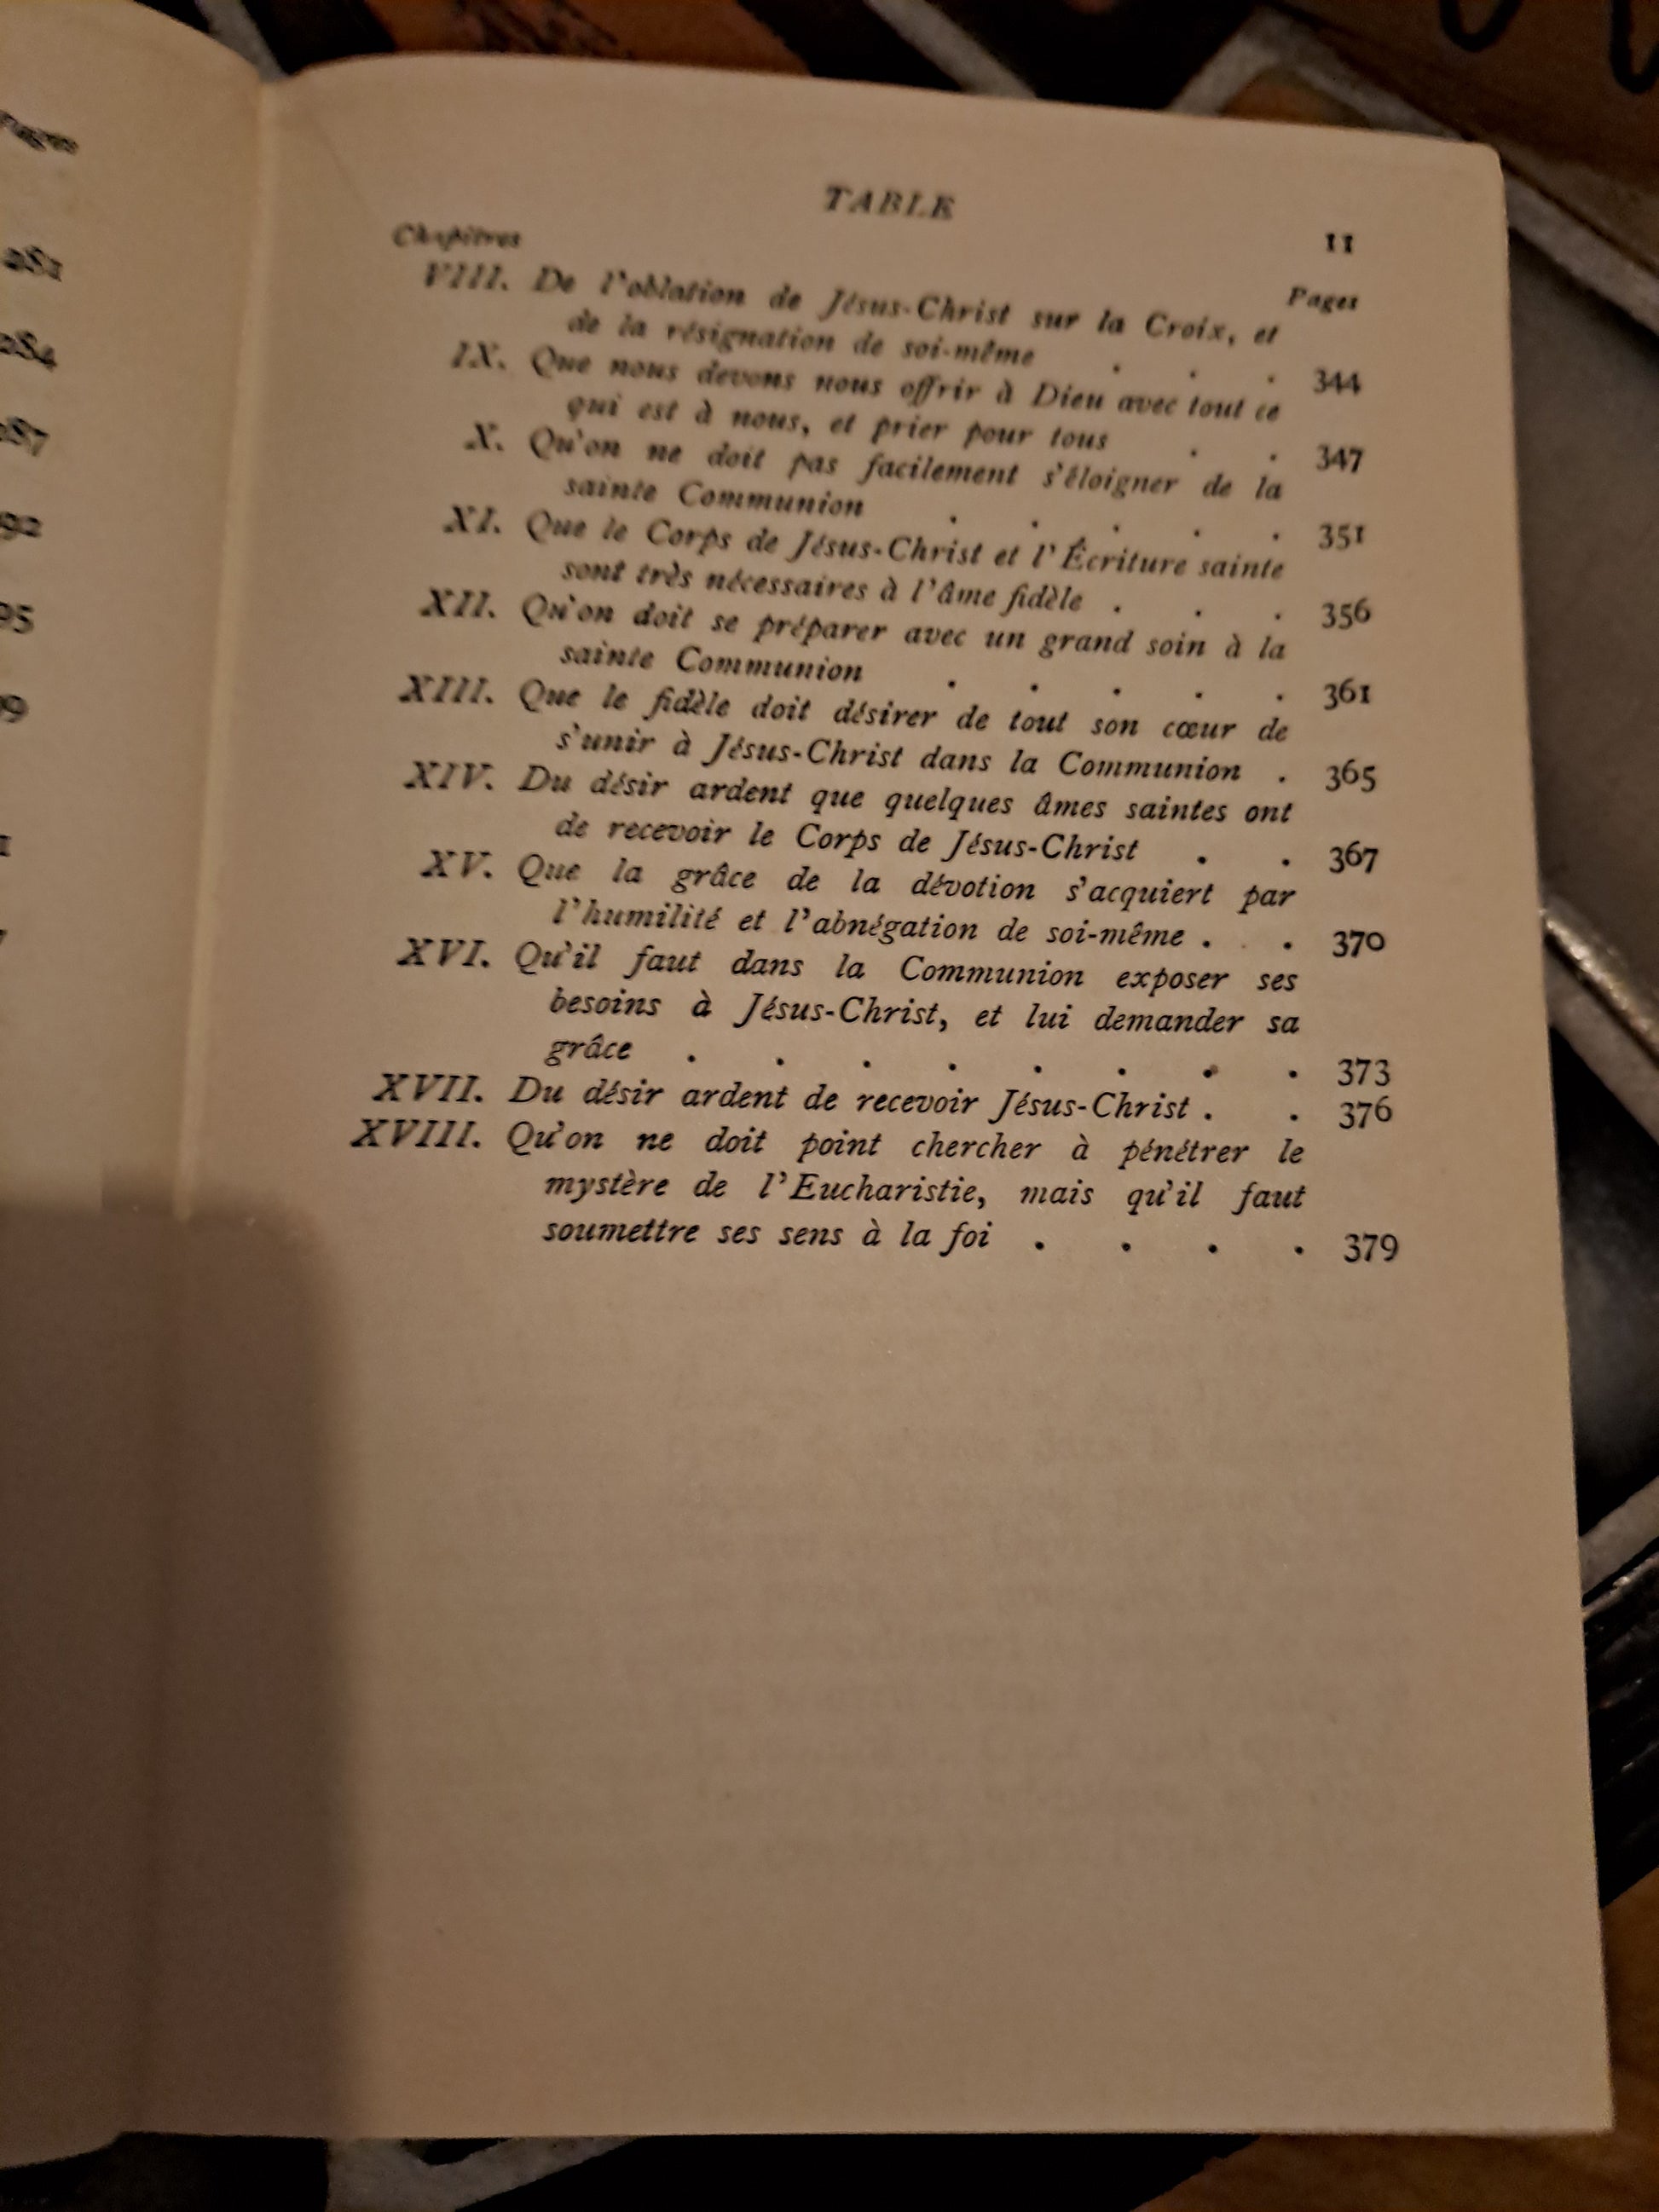 TABLE
11
Chapitres
Pages
VIII. De l'oblation de Jésus-Christ sur la Croix, et
de la résignation de soi-même . . . 344
IX. Que nous devons nous offrir à Dieu avec tout ce
qui est à nous, et prier pour tous . . 347
X. Qu'on ne doit pas facilement s'éloigner de la
sainte Communion . . . . . 351
XI. Que le Corps de Jésus-Christ et l'Écriture sainte
sont très nécessaires à l'âme fidèle . . . 356
XII. Qu'on doit se préparer avec un grand soin à la
sainte Communion . . . . . 361
XIII. Que le fidèle doit désirer de tout son cœur de
s'unir à Jésus-Christ dans la Communion . 365
XIV. Du désir ardent que quelques âmes saintes ont
de recevoir le Corps de Jésus-Christ . . 367
XV. Que la grâce de la dévotion s'acquiert par
l'humilité et l'abnégation de soi-même . . . 370
XVI. Qu'il faut dans la Communion exposer ses
besoins à Jésus-Christ, et lui demander sa
grâce . . . . . . . . 373
XVII. Du désir ardent de recevoir Jésus-Christ . . 376
XVIII. Qu'on ne doit point chercher à pénétrer le
mystère de l'Eucharistie, mais qu'il faut
soumettre ses sens à la foi . . . . 379